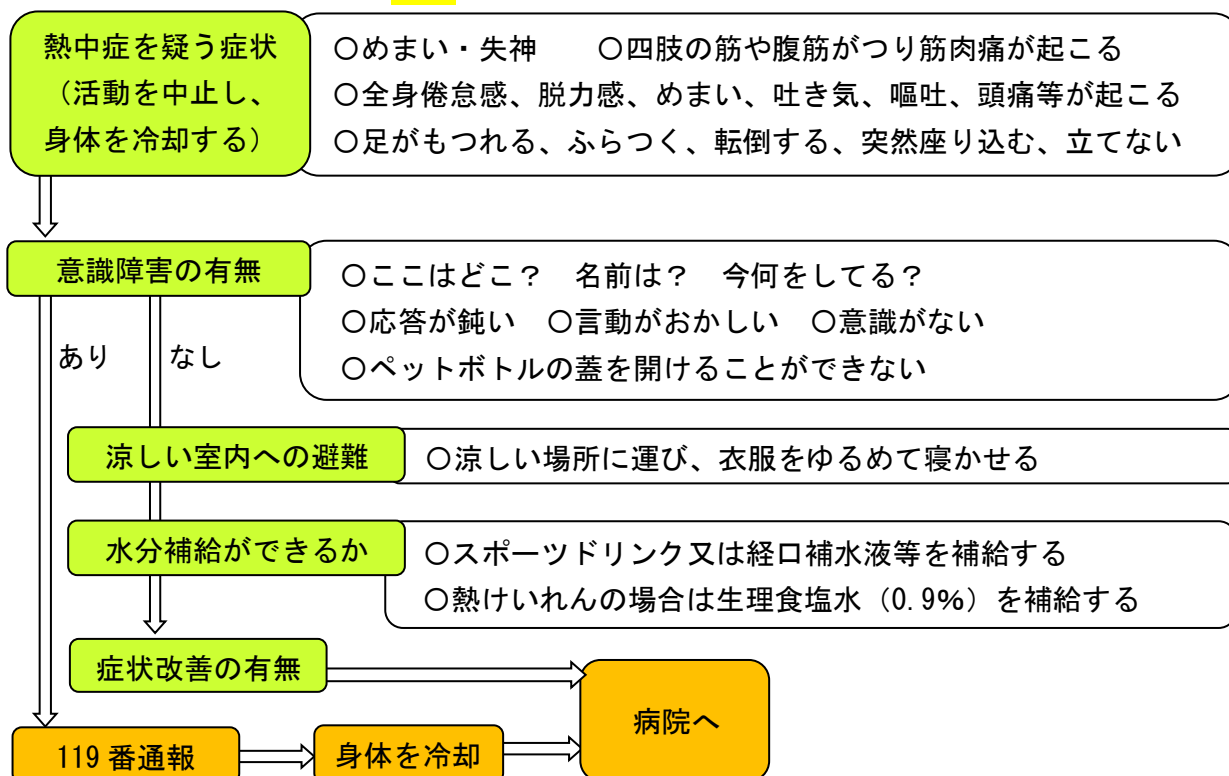 熱中症を疑う症状
(活動を中止し、
身体を冷却する)
○めまい・失神　　○四肢の筋や腹筋がつり筋肉痛が起こる
○全身倦怠感、脱力感、めまい、吐き気、嘔吐、頭痛等が起こる
○足がもつれる、ふらつく、転倒する、突然座り込む、立てない
意識障害の有無
○ここはどこ？　名前は？　今何をしてる？
○応答が鈍い　○言動がおかしい　○意識がない
○ペットボトルの蓋を開けることができない
あり
なし
涼しい室内への避難
○涼しい場所に運び、衣服をゆるめて寝かせる
水分補給ができるか
○スポーツドリンク又は経口補水液等を補給する
○熱けいれんの場合は生理食塩水（0.9%）を補給する
症状改善の有無
病院へ
119番通報
身体を冷却